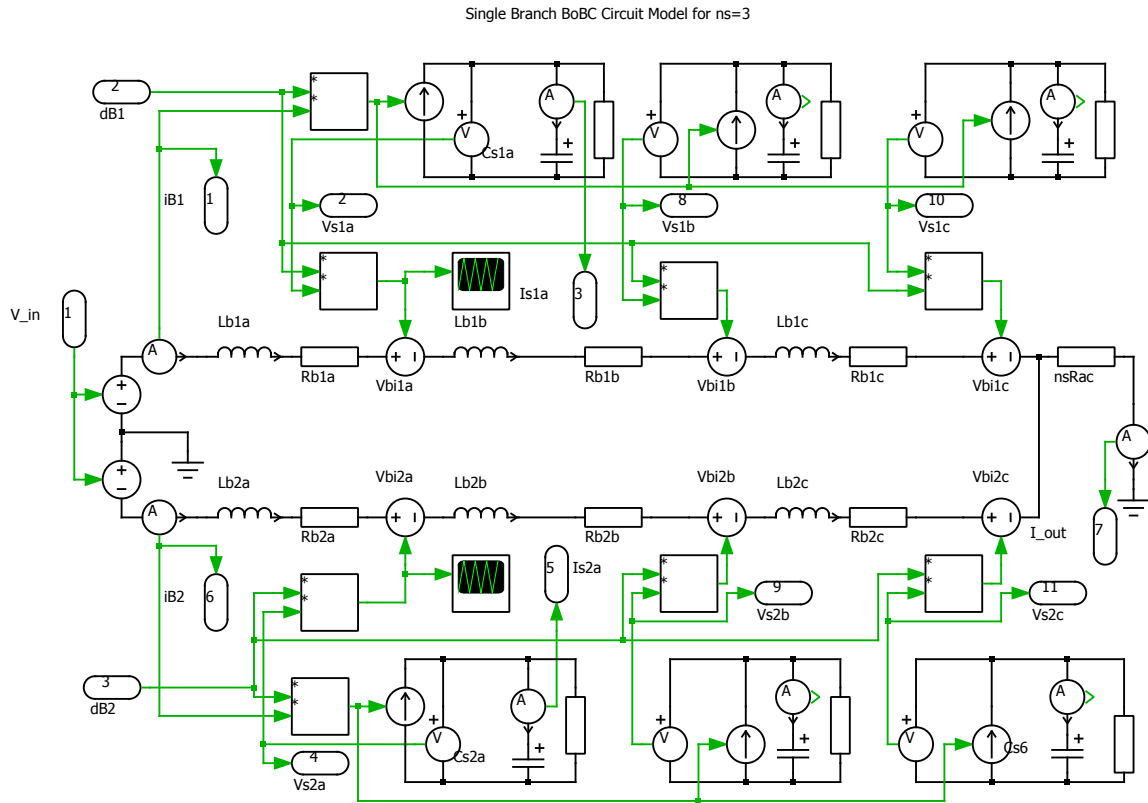 Single Branch BoBC Circuit Model for ns=3
2
dB1
* *
A
V
Cs1a
V
A
V
A
iB1
1
2
Vs1a
8
Vs1b
10
Vs1c
* *
Is1a
3
* *
* *
V_in
1
Lb1a
Lb1b
Lb1c
A
Rb1a
Vbi1a
Rb1b
Vbi1b
Rb1c
Vbi1c
nsRac
A
Lb2a
Vbi2a
Lb2b
Vbi2b
Lb2c
Vbi2c
A
Rb2a
Rb2b
Rb2c
I_out
7
iB2
6
* *
5
Is2a
* *
9
Vs2b
* *
11
Vs2c
3
dB2
* *
A
V
Cs2a
A
V
A
V
Cs6
4
Vs2a